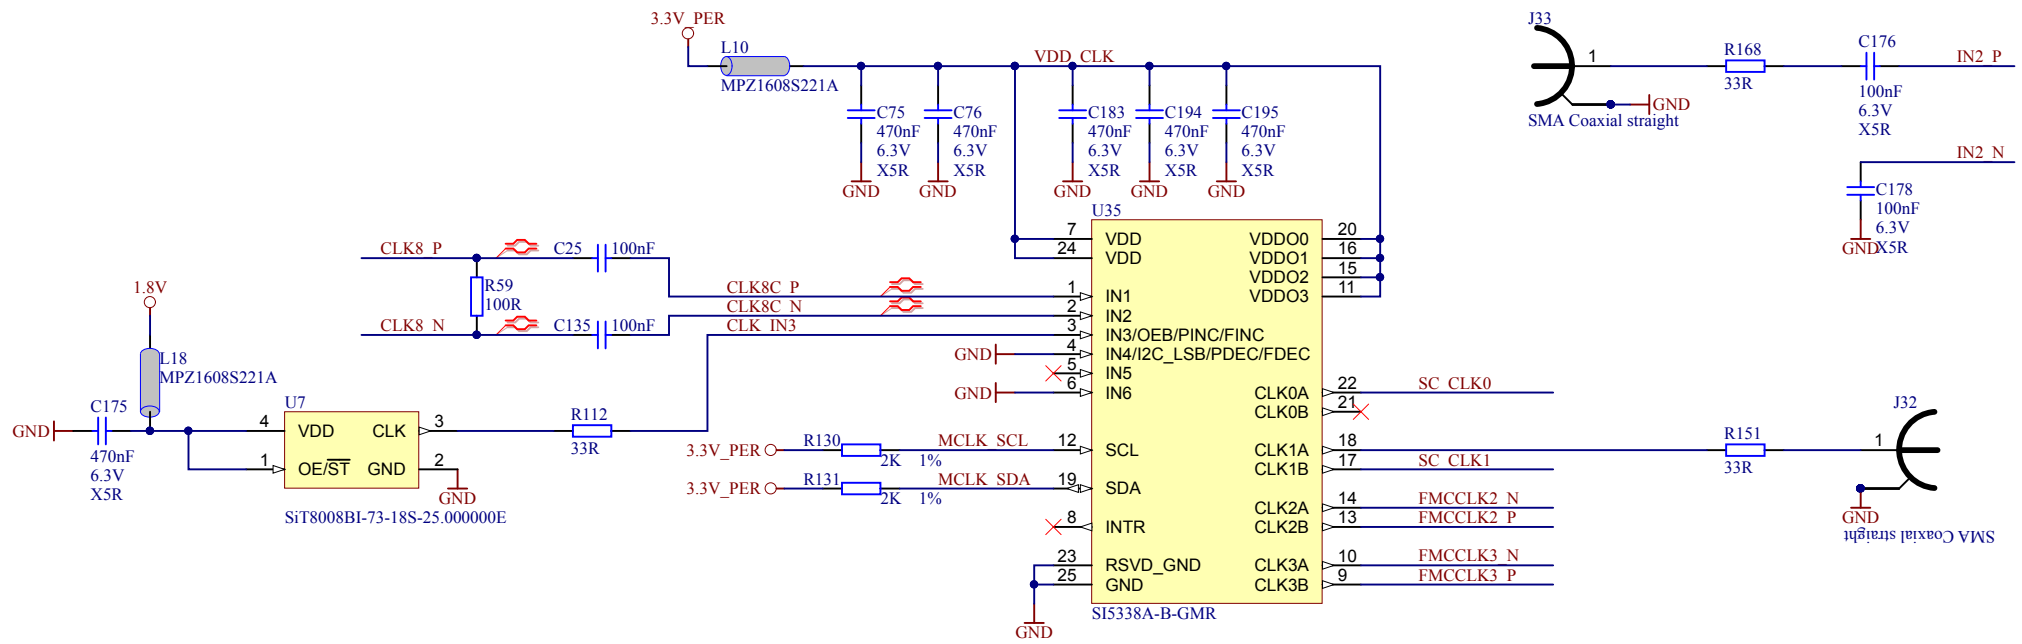 3.3V_PER
L10
MPZ1608S221A
VDD_CLK
C75
470nF
6.3V
X5R
GND
C76
470nF
6.3V
X5R
GND
C183
470nF
6.3V
X5R
GND
C194
470nF
6.3V
X5R
GND
C195
470nF
6.3V
X5R
GND
J33
1
GND
SMA Coaxial straight
R168
33R
C176
100nF
6.3V
X5R
IN2_P
IN2_N
C178
100nF
6.3V
X5R
GND
CLK8_P
R59
100R
CLK8_N
C25
100nF
C135
100nF
CLK8C_P
CLK8C_N
CLK_IN3
1.8V
L18
MPZ1608S221A
C175
470nF
6.3V
X5R
GND
U7
4
VDD
CLK
3
1
OE/ST
GND
2
GND
SiT8008BI-73-18S-25.000000E
R112
33R
3.3V_PER
R130
2K
1%
MCLK_SCL
3.3V_PER
R131
2K
1%
MCLK_SDA
GND
GND
U35
7
VDD
24
VDD
1
IN1
2
IN2
3
IN3/OEB/PINC/FINC
4
IN4/I2C_LSB/PDEC/FDEC
5
IN5
6
IN6
12
SCL
19
SDA
8
INTR
23
RSVD_GND
25
GND
GND
SI5338A-B-GMR
VDDO0
20
VDDO1
16
VDDO2
15
VDDO3
11
CLK0A
22
SC_CLK0
CLK0B
21
CLK1A
18
CLK1B
17
SC_CLK1
CLK2A
14
FMCCLK2_N
CLK2B
13
FMCCLK2_P
CLK3A
10
FMCCLK3_N
CLK3B
9
FMCCLK3_P
R151
33R
J32
1
GND
SMA Coaxial straight